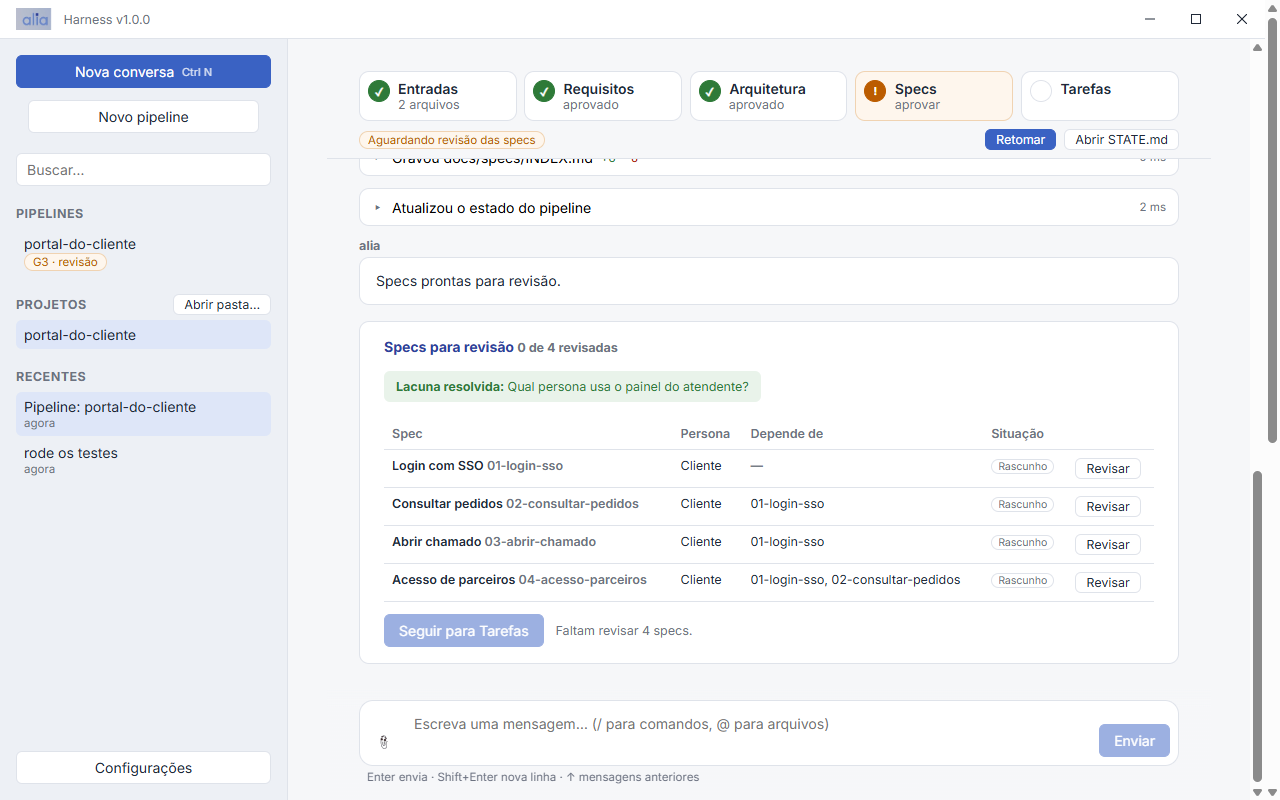 alia Harness v1.0.0
Nova conversa Ctrl N
Novo pipeline
Buscar...
PIPELINES
portal-do-cliente
G3 · revisão
PROJETOS Abrir pasta...
portal-do-cliente
RECENTES
Pipeline: portal-do-cliente
agora
rode os testes
agora
Configurações
Entradas
2 arquivos
Requisitos
aprovado
Arquitetura
aprovado
! Specs
aprovar
Tarefas
Aguardando revisão das specs Retomar Abrir STATE.md
Gravou docs/specs/INDEX.md
Atualizou o estado do pipeline 2 ms
alia
Specs prontas para revisão.
Specs para revisão 0 de 4 revisadas
Lacuna resolvida: Qual persona usa o painel do atendente?
Spec Persona Depende de Situação
Login com SSO 01-login-sso Cliente — Rascunho Revisar
Consultar pedidos 02-consultar-pedidos Cliente 01-login-sso Rascunho Revisar
Abrir chamado 03-abrir-chamado Cliente 01-login-sso Rascunho Revisar
Acesso de parceiros 04-acesso-parceiros Cliente 01-login-sso, 02-consultar-pedidos Rascunho Revisar
Seguir para Tarefas Faltam revisar 4 specs.
Escreva uma mensagem... (/ para comandos, @ para arquivos)
Enviar
Enter envia · Shift+Enter nova linha · ↑ mensagens anteriores